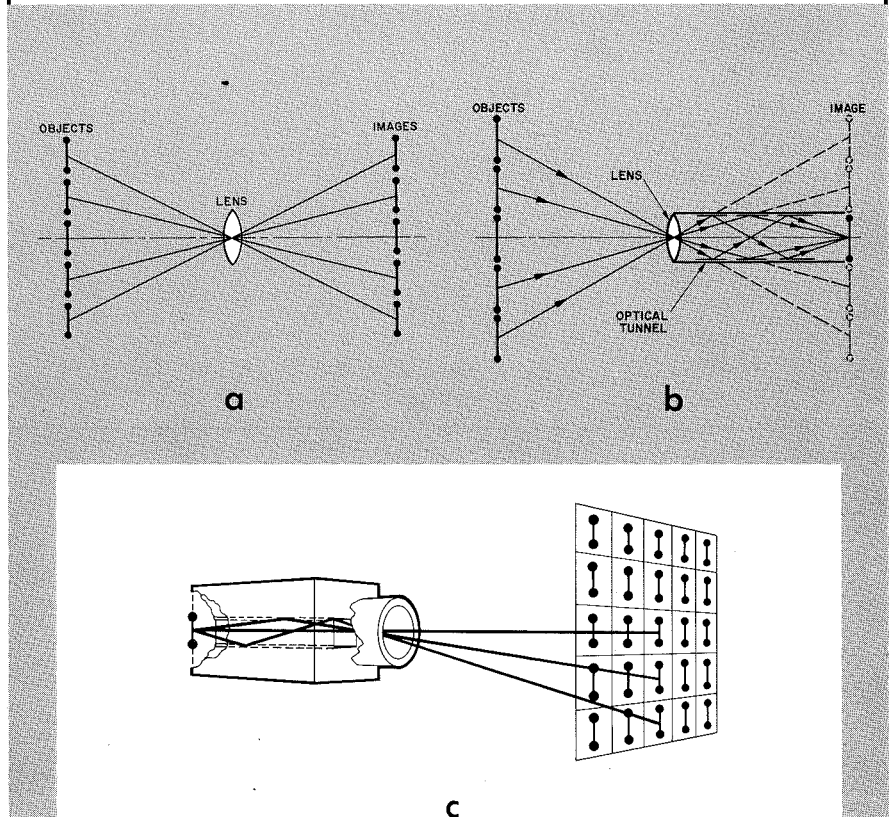 OBJECTS
IMAGES
LENS
a
OBJECTS
IMAGE
LENS
OPTICAL
TUNNEL
b
c